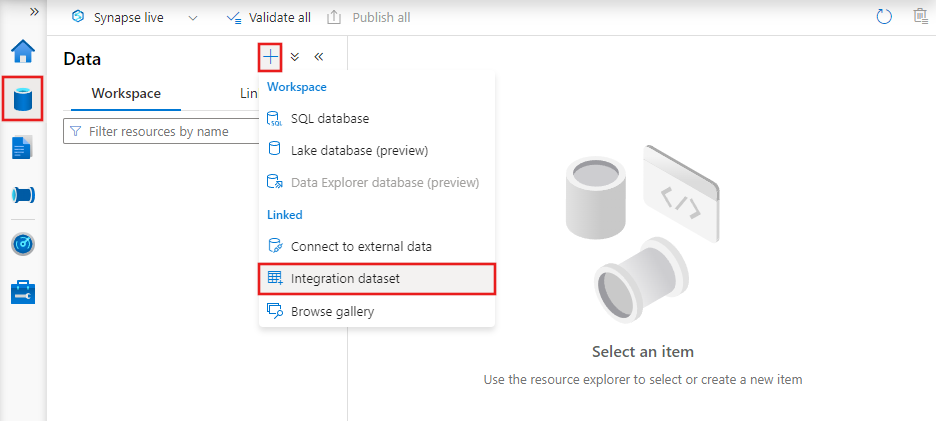 »
Synapse live
Validate all
Publish all
Data
+
«
Workspace
Lin
Filter resources by name
Workspace
SQL database
SQL
Lake database (preview)
Data Explorer database (preview)
Linked
Connect to external data
Integration dataset
Browse gallery
</>
Select an item
Use the resource explorer to select or create a new item